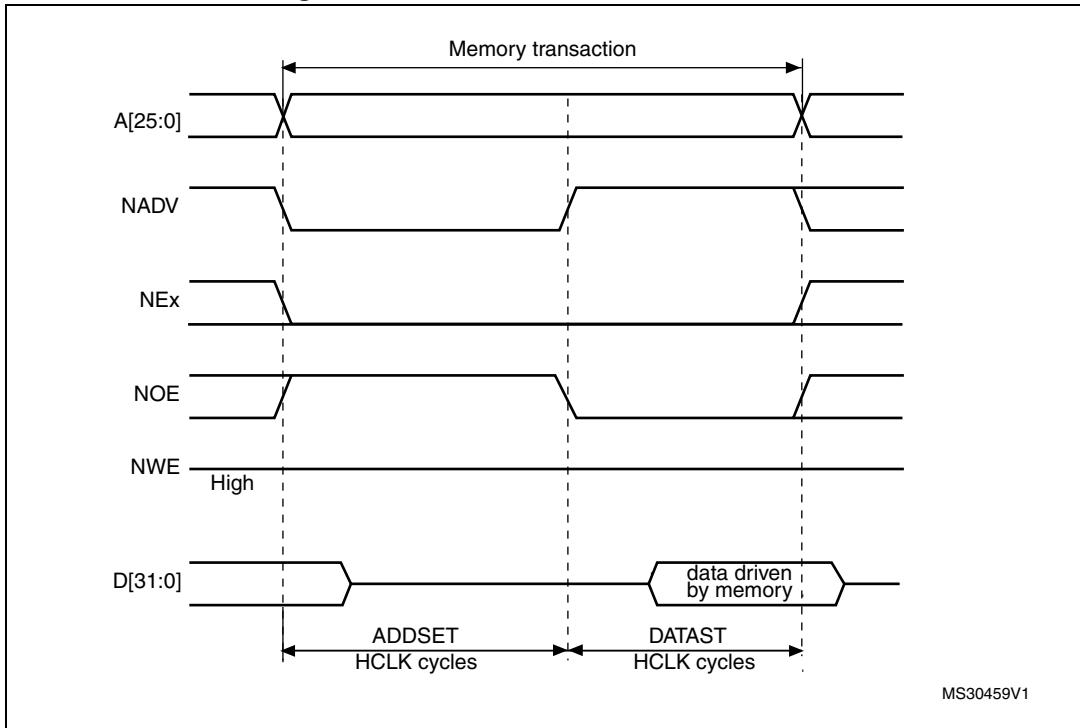 Memory transaction
A[25:0]
NADV
NEx
NOE
NWE
High
D[31:0]
data driven
by memory
ADDSET
HCLK cycles
DATAST
HCLK cycles
MS30459V1